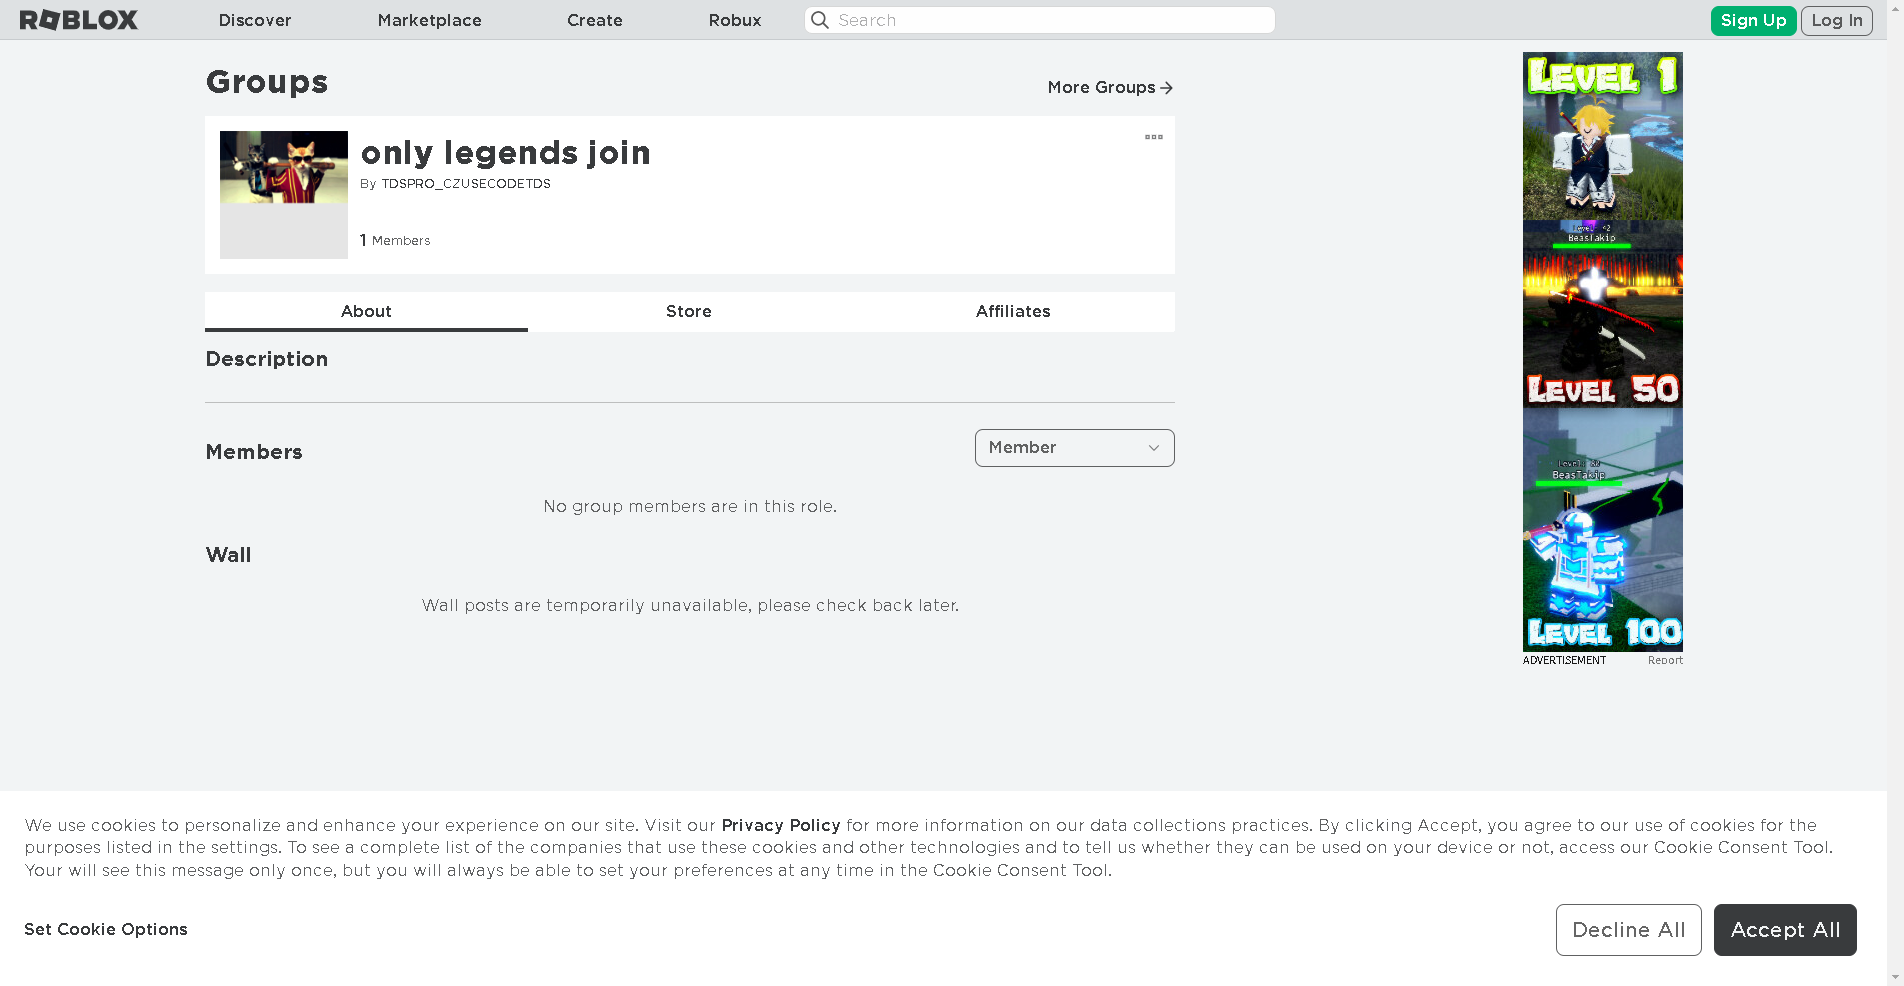 ROBLOX Discover Marketplace Create Robux Search Sign Up Log In
Groups
More Groups
only legends join
By TDSPRO_CZUSECODETDS
1 Members
About Store Affiliates
Description
Members
Member
No group members are in this role.
Wall
Wall posts are temporarily unavailable, please check back later.
LEVEL 1
Level: 42
BeasTakip
LEVEL 50
BeasTakip
LEVEL 100
ADVERTISEMENT Report
We use cookies to personalize and enhance your experience on our site. Visit our Privacy Policy for more information on our data collections practices. By clicking Accept, you agree to our use of cookies for the
purposes listed in the settings. To see a complete list of the companies that use these cookies and other technologies and to tell us whether they can be used on your device or not, access our Cookie Consent Tool.
Your will see this message only once, but you will always be able to set your preferences at any time in the Cookie Consent Tool.
Set Cookie Options
Decline All Accept All